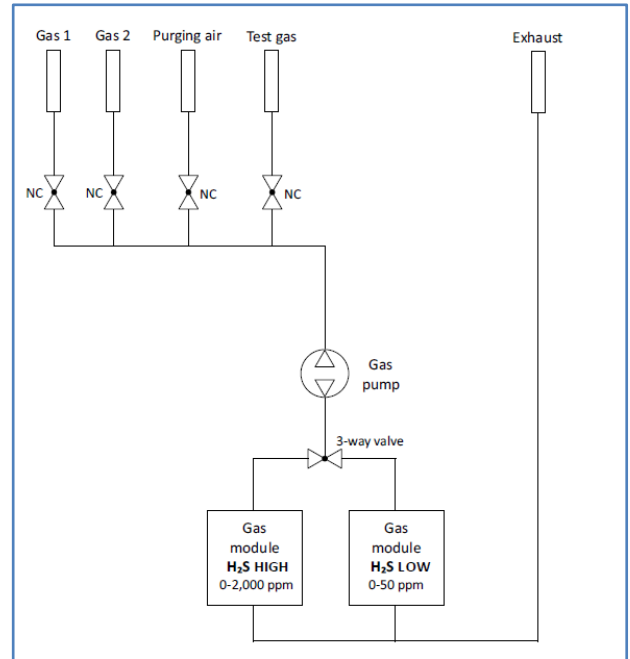 Gas 1
Gas 2
Purging air
Test gas
Exhaust
NC
NC
NC
NC
Gas
pump
3-way valve
Gas
module
H₂S HIGH
0-2,000 ppm
Gas
module
H₂S LOW
0-50 ppm